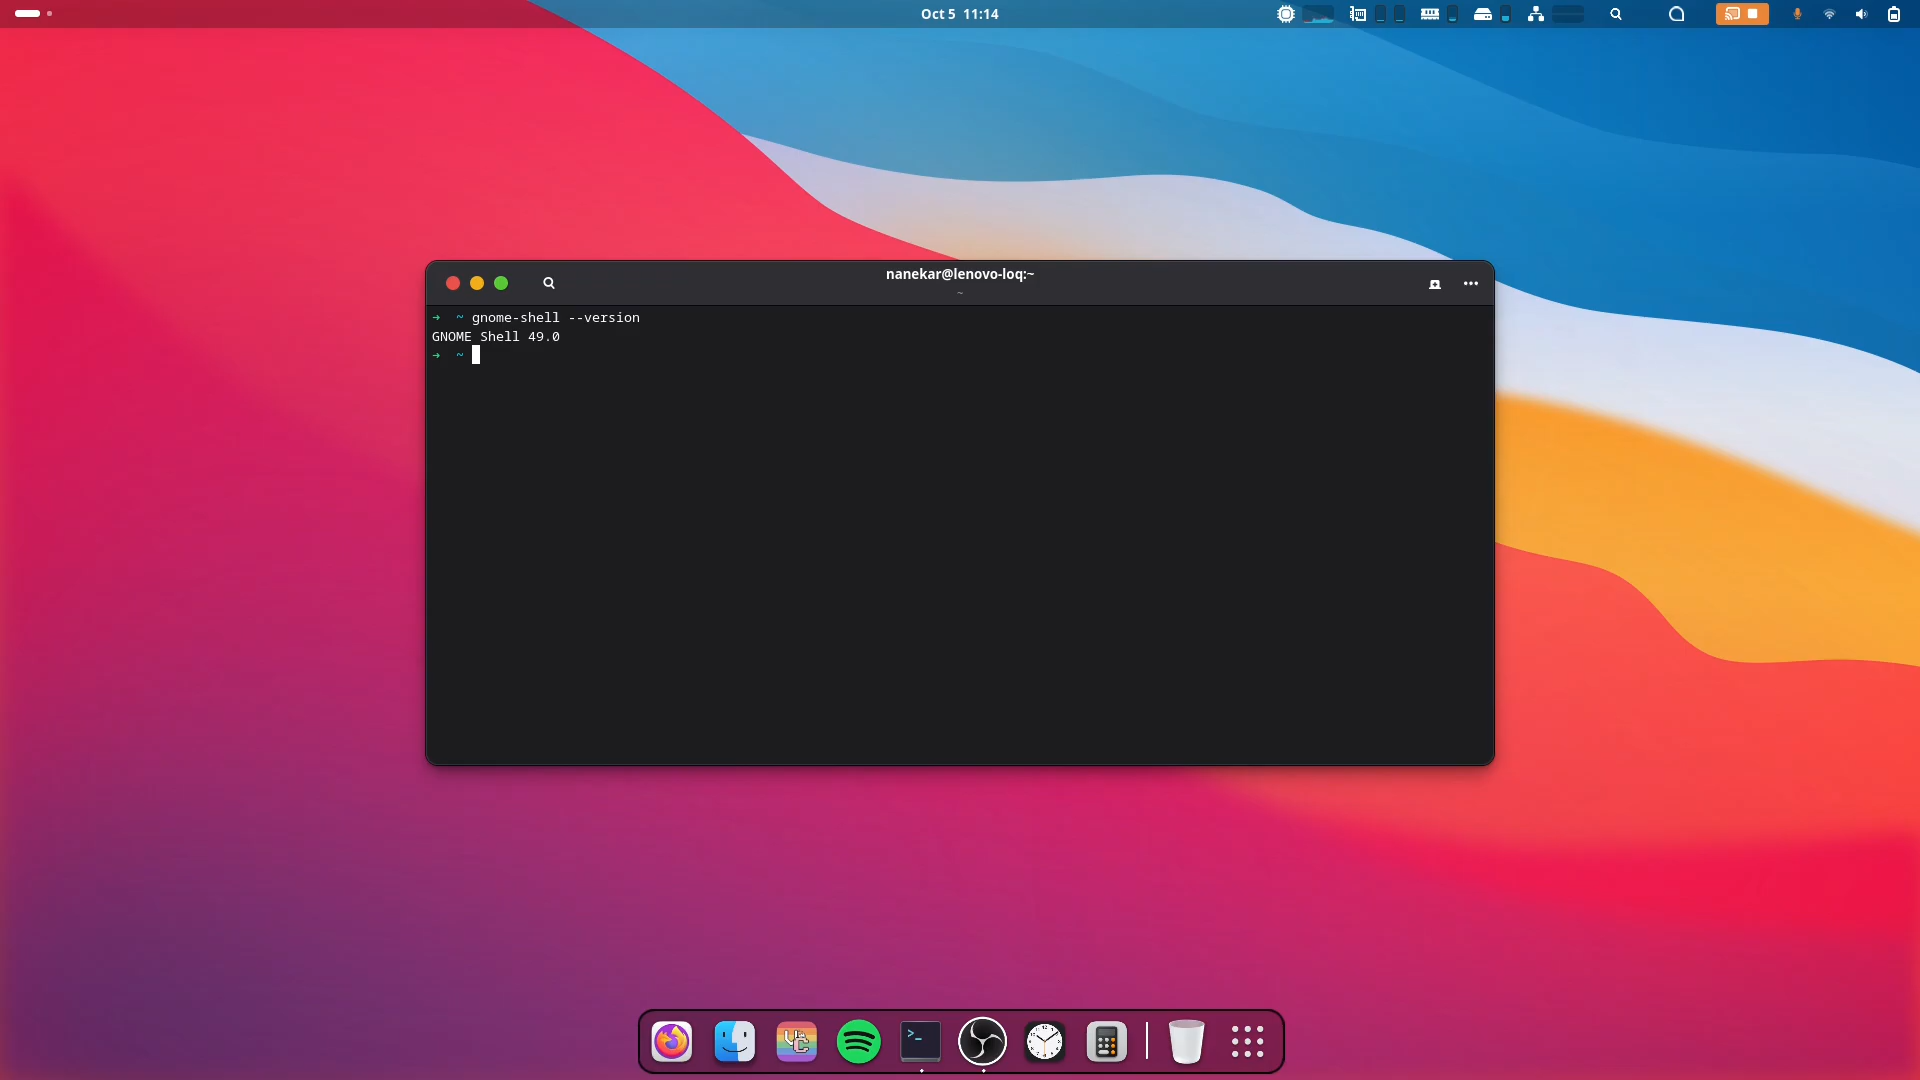 Oct 5 11:14
nanekar@lenovo-loq:~
~
→ ~ gnome-shell --version
GNOME Shell 49.0
→ ~
>_